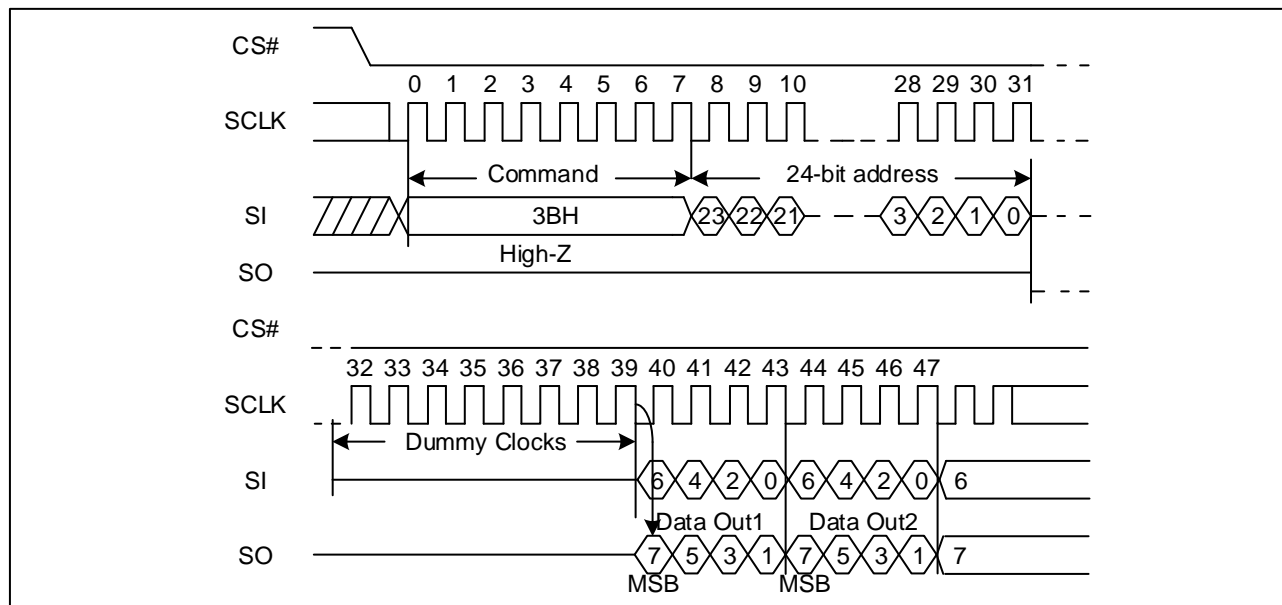 CS#
0 1 2 3 4 5 6 7 8 9 10 28 29 30 31
SCLK
Command 24-bit address
SI 3BH 23 22 21 3 2 1 0
High-Z
SO
CS#
32 33 34 35 36 37 38 39 40 41 42 43 44 45 46 47
SCLK
Dummy Clocks
SI 6 4 2 0 6 4 2 0 6
Data Out1 Data Out2
SO 7 5 3 1 7 5 3 1 7
MSB MSB